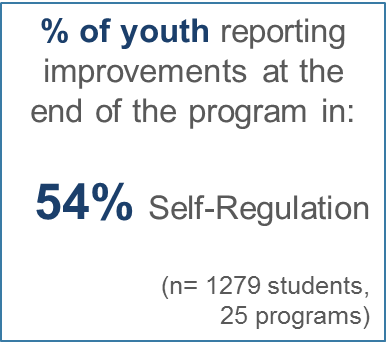 % of youth reporting
improvements at the
end of the program in:
54% Self-Regulation
(n= 1279 students,
25 programs)